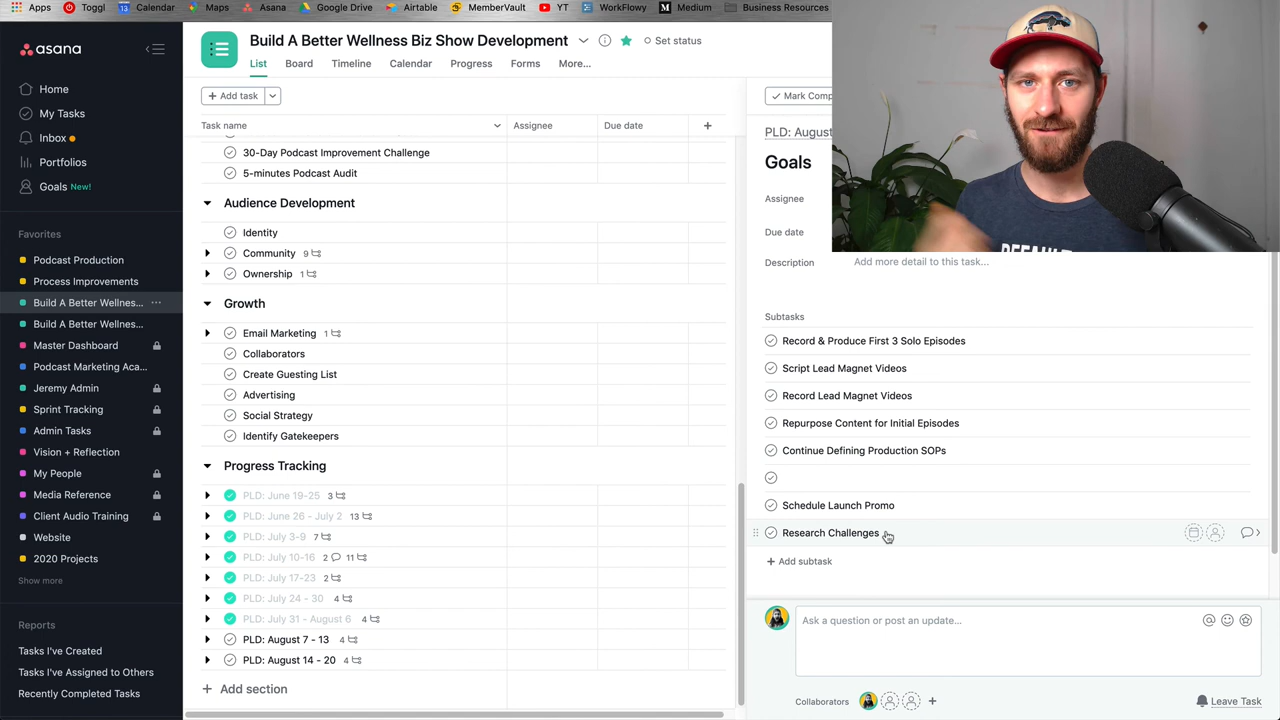 Apps Toggl Calendar Maps Asana Google Drive Airtable MemberVault YT WorkFlowy Medium Business Resources
asana
Home
My Tasks
Inbox
Portfolios
Goals New!
Favorites
Podcast Production
Process Improvements
Build A Better Wellnes... ...
Build A Better Wellnes...
Master Dashboard
Podcast Marketing Aca...
Jeremy Admin
Sprint Tracking
Admin Tasks
Vision + Reflection
My People
Media Reference
Client Audio Training
Website
2020 Projects
Show more
Reports
Tasks I've Created
Tasks I've Assigned to Others
Recently Completed Tasks
Build A Better Wellness Biz Show Development Set status
List Board Timeline Calendar Progress Forms More...
+ Add task
Task name Assignee Due date +
30-Day Podcast Improvement Challenge
5-minutes Podcast Audit
Audience Development
Identity
Community 9
Ownership 1
Growth
Email Marketing 1
Collaborators
Create Guesting List
Advertising
Social Strategy
Identify Gatekeepers
Progress Tracking
PLD: June 19-25 3
PLD: June 26 - July 2 13
PLD: July 3-9 7
PLD: July 10-16 2 11
PLD: July 17-23 2
PLD: July 24 - 30 4
PLD: July 31 - August 6 4
PLD: August 7 - 13 4
PLD: August 14 - 20 4
+ Add section
Mark Comp
PLD: August
Goals
Assignee
Due date
Description Add more detail to this task...
Subtasks
Record & Produce First 3 Solo Episodes
Script Lead Magnet Videos
Record Lead Magnet Videos
Repurpose Content for Initial Episodes
Continue Defining Production SOPs
Schedule Launch Promo
Research Challenges
+ Add subtask
Ask a question or post an update...
Collaborators + Leave Task